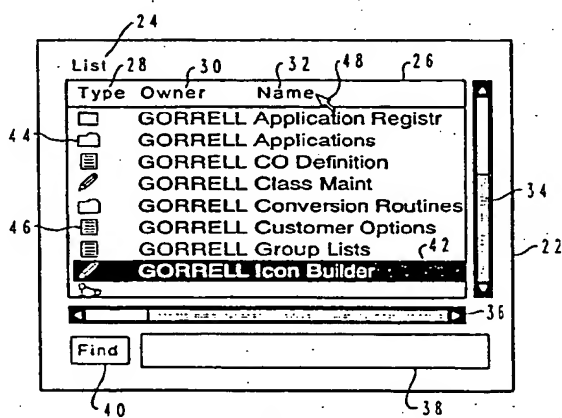 24
List
28 30 32 48 26
Type Owner Name
GORRELL Application Registr
44 GORRELL Applications
GORRELL CO Definition
GORRELL Class Maint
34
GORRELL Conversion Routines
46 GORRELL Customer Options
GORRELL Group Lists 42
22
GORRELL Icon Builder
36
Find
40 38